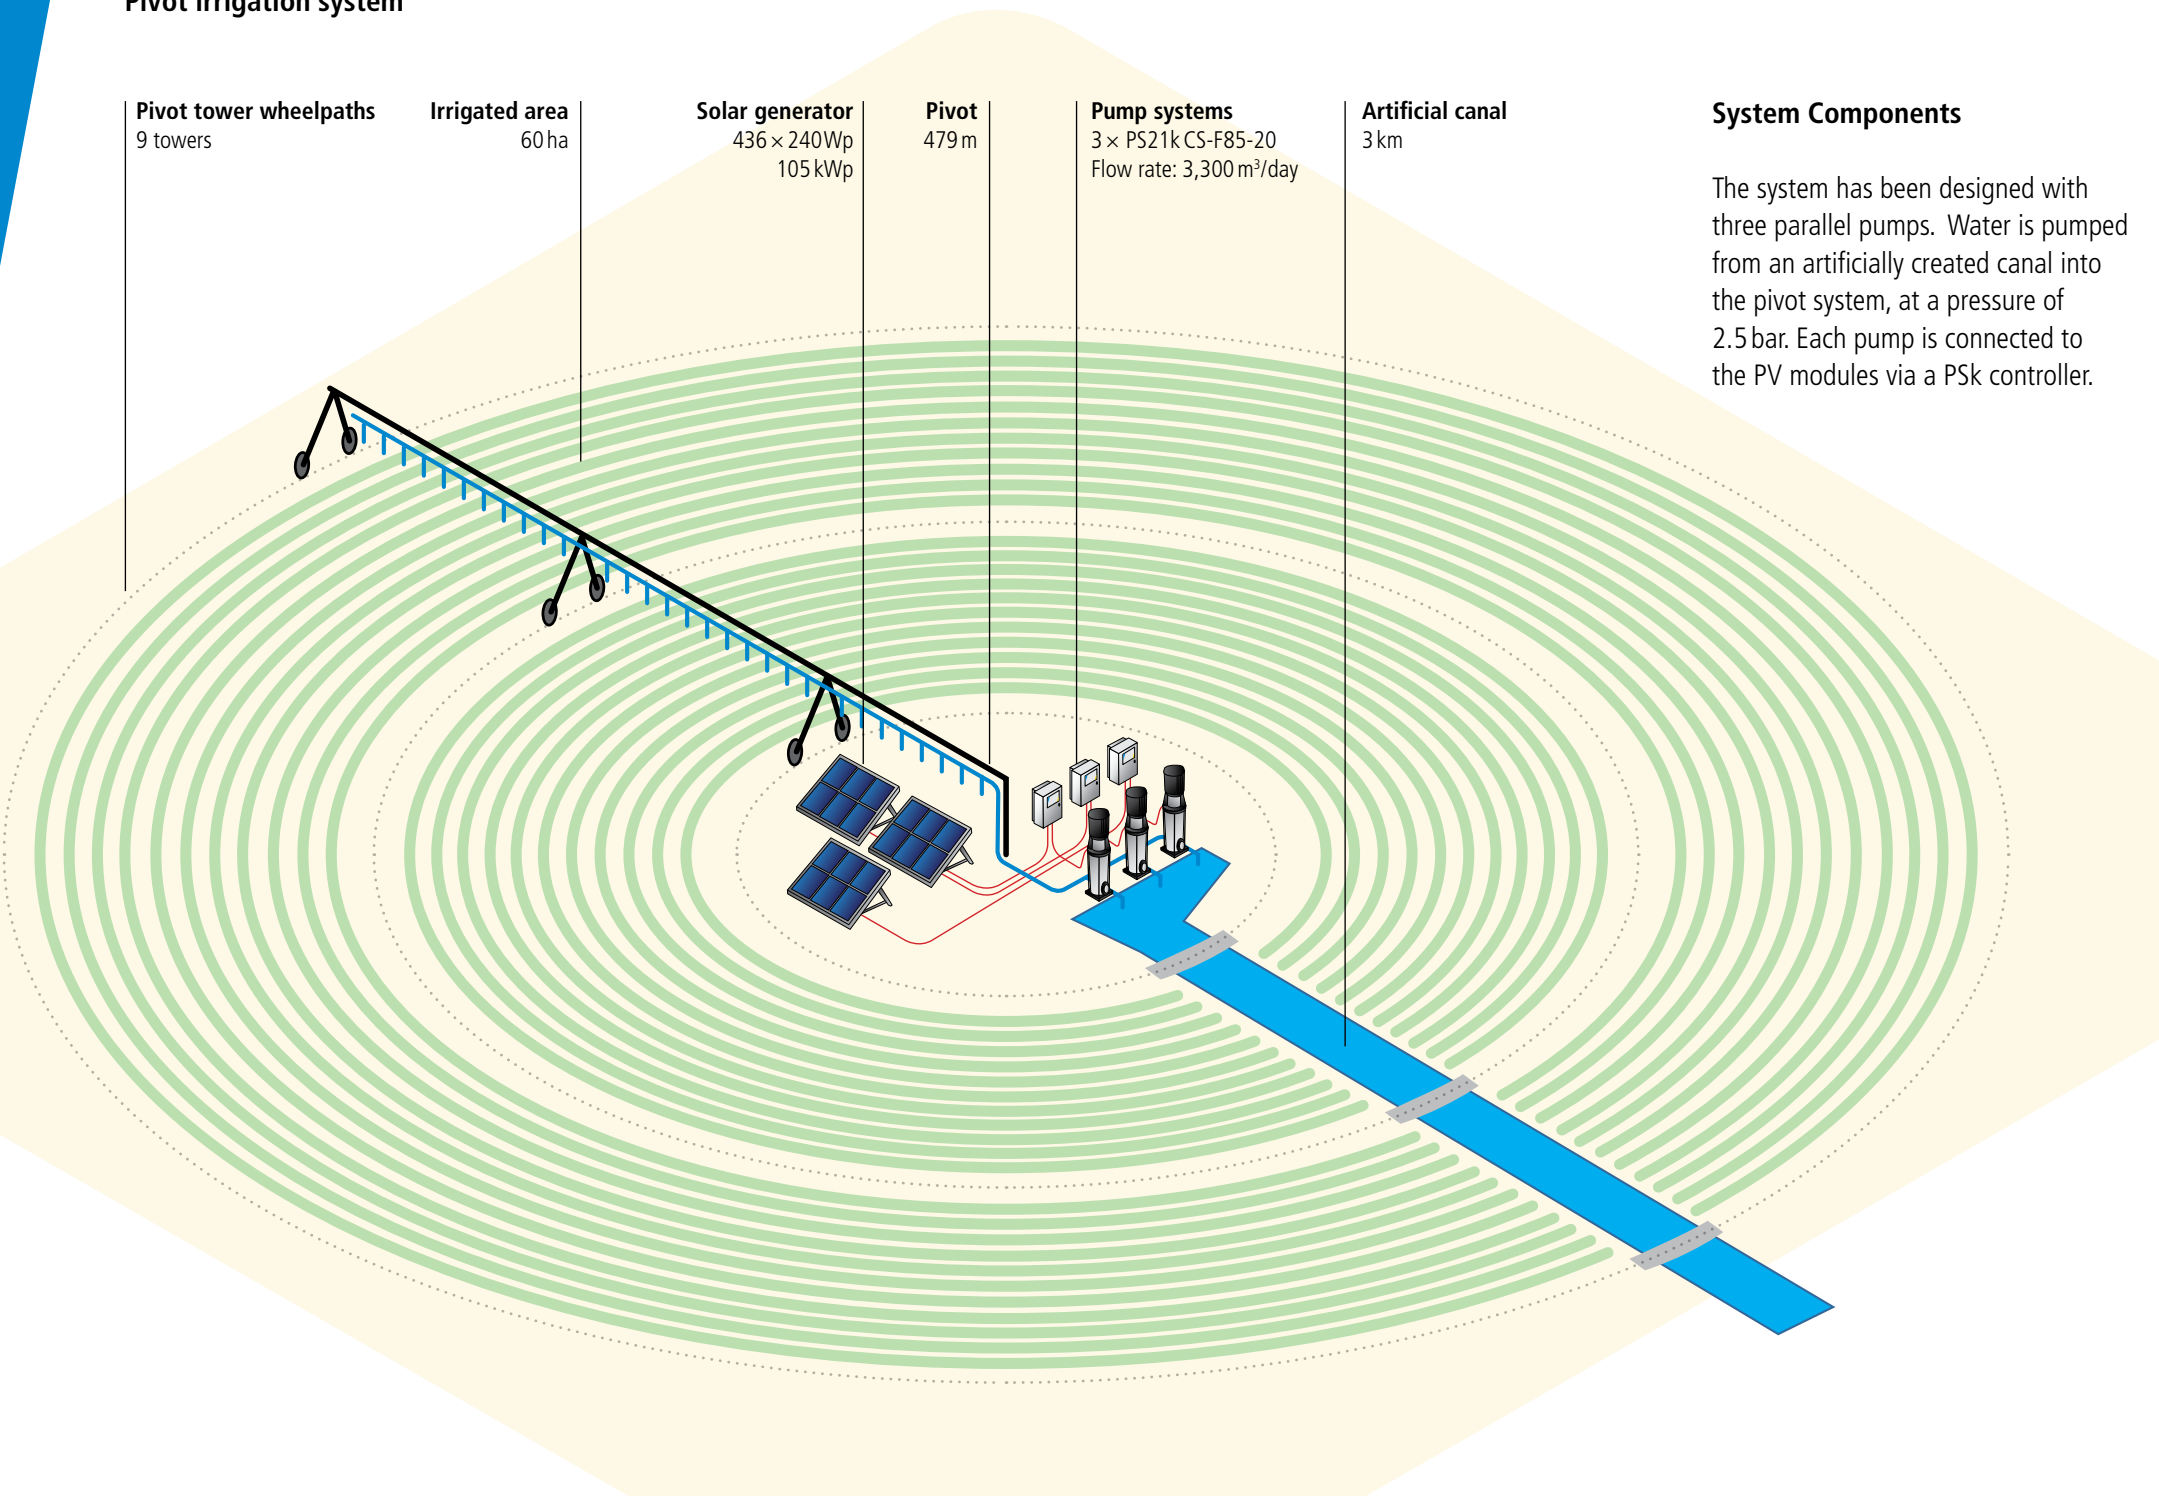 Pivot irrigation system
Pivot tower wheelpaths
9 towers
Irrigated area
60 ha
Solar generator
436 × 240 Wp
105 kWp
Pivot
479 m
Pump systems
3 × PS21k CS-F85-20
Flow rate: 3,300 m³/day
Artificial canal
3 km
System Components
The system has been designed with
three parallel pumps. Water is pumped
from an artificially created canal into
the pivot system, at a pressure of
2.5 bar. Each pump is connected to
the PV modules via a PSk controller.